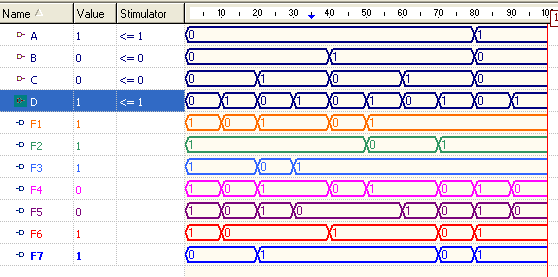 Name Value Stimulator 10 20 30 40 50 60 70 80 90 10 1
A 1 <= 1 0 1
B 0 <= 0 0 1 0
C 0 <= 0 0 1 0 1 0
D 1 <= 1 0 1 0 1 0 1 0 1 0 1
F1 1 1 0 1 0 1
F2 1 1 0 1
F3 1 1 0 1
F4 0 1 0 1 0 1 0 1 0
F5 0 1 0 1 0 1 0 1 0
F6 1 1 0 1 0 1
F7 1 0 1 0 1